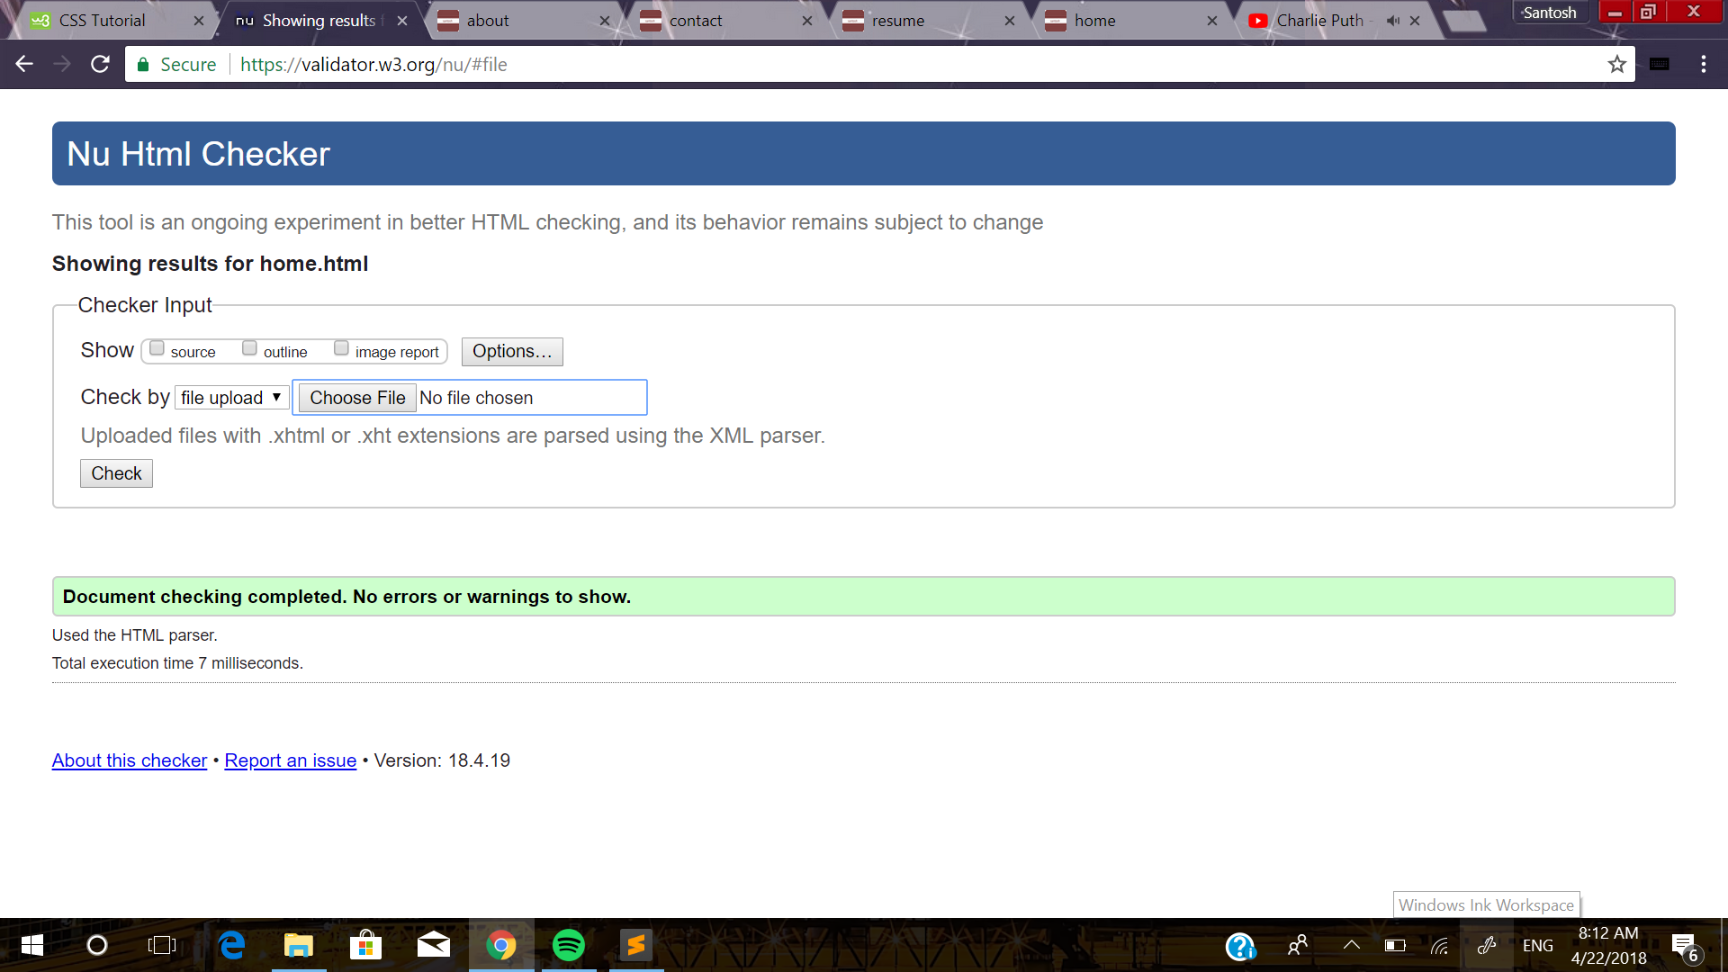 CSS Tutorial
Showing results f
about
contact
resume
home
Charlie Puth -
Santosh
Secure
https://validator.w3.org/nu/#file
Nu Html Checker
This tool is an ongoing experiment in better HTML checking, and its behavior remains subject to change
Showing results for home.html
Checker Input
Show source outline image report Options...
Check by file upload Choose File No file chosen
Uploaded files with .xhtml or .xht extensions are parsed using the XML parser.
Check
Document checking completed. No errors or warnings to show.
Used the HTML parser.
Total execution time 7 milliseconds.
About this checker • Report an issue • Version: 18.4.19
Windows Ink Workspace
ENG
8:12 AM
4/22/2018
6